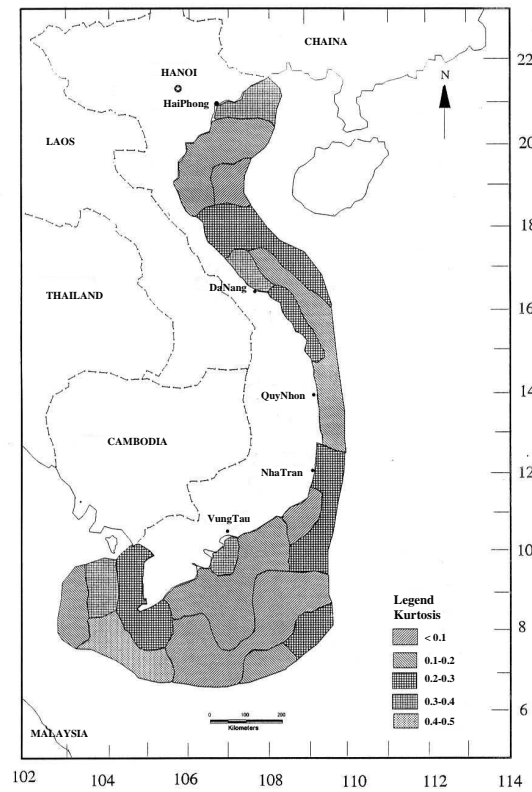 CHAINA
22
HANOI
N
HaiPhong
LAOS
20
18
DaNang
THAILAND
16
QuyNhon
14
CAMBODIA
NhaTran
12
VungTau
10
Legend
Kurtosis
< 0.1
0.1-0.2
0.2-0.3
0.3-0.4
0.4-0.5
8
6
0 100 200
Kilometers
MALAYSIA
102 104 106 108 110 112 114